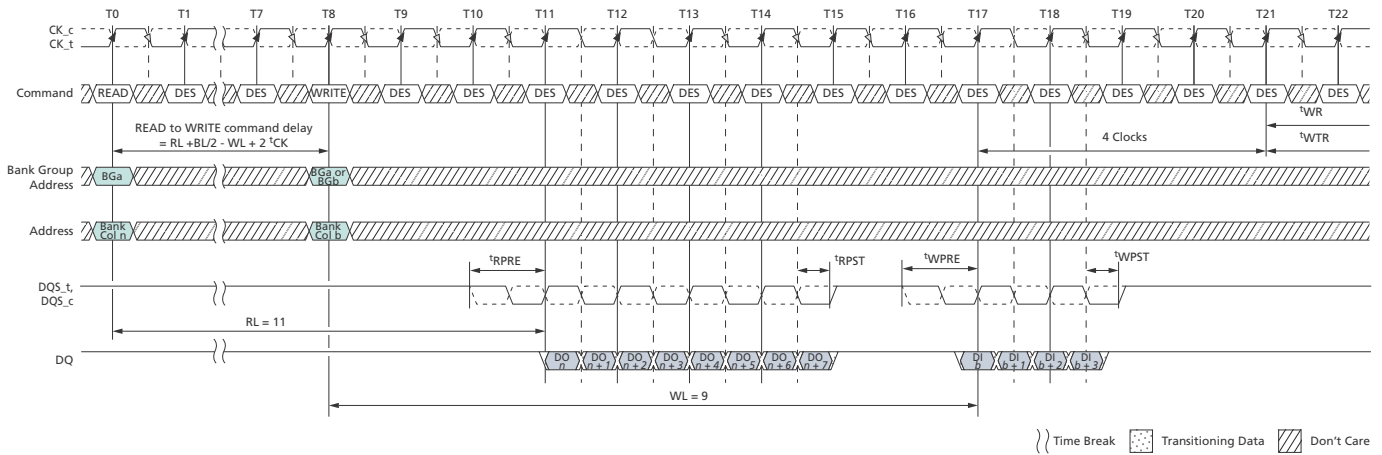 T0 T1 T7 T8 T9 T10 T11 T12 T13 T14 T15 T16 T17 T18 T19 T20 T21 T22
CK_c
CK_t
Command READ DES DES WRITE DES DES DES DES DES DES DES DES DES DES DES DES DES DES
tWR
READ to WRITE command delay
= RL +BL/2 - WL + 2 tCK
4 Clocks
tWTR
Bank Group
Address
BGa
BGa or
BGb
Address
Bank
Col n
Bank
Col b
tRPRE
tRPST
tWPRE
tWPST
DQS_t,
DQS_c
RL = 11
DQ
DO
n
DO
n + 1
DO
n + 2
DO
n + 3
DO
n + 4
DO
n + 5
DO
n + 6
DO
n + 7
DI
b
DI
b + 1
DI
b + 2
DI
b + 3
WL = 9
Time Break Transitioning Data Don't Care